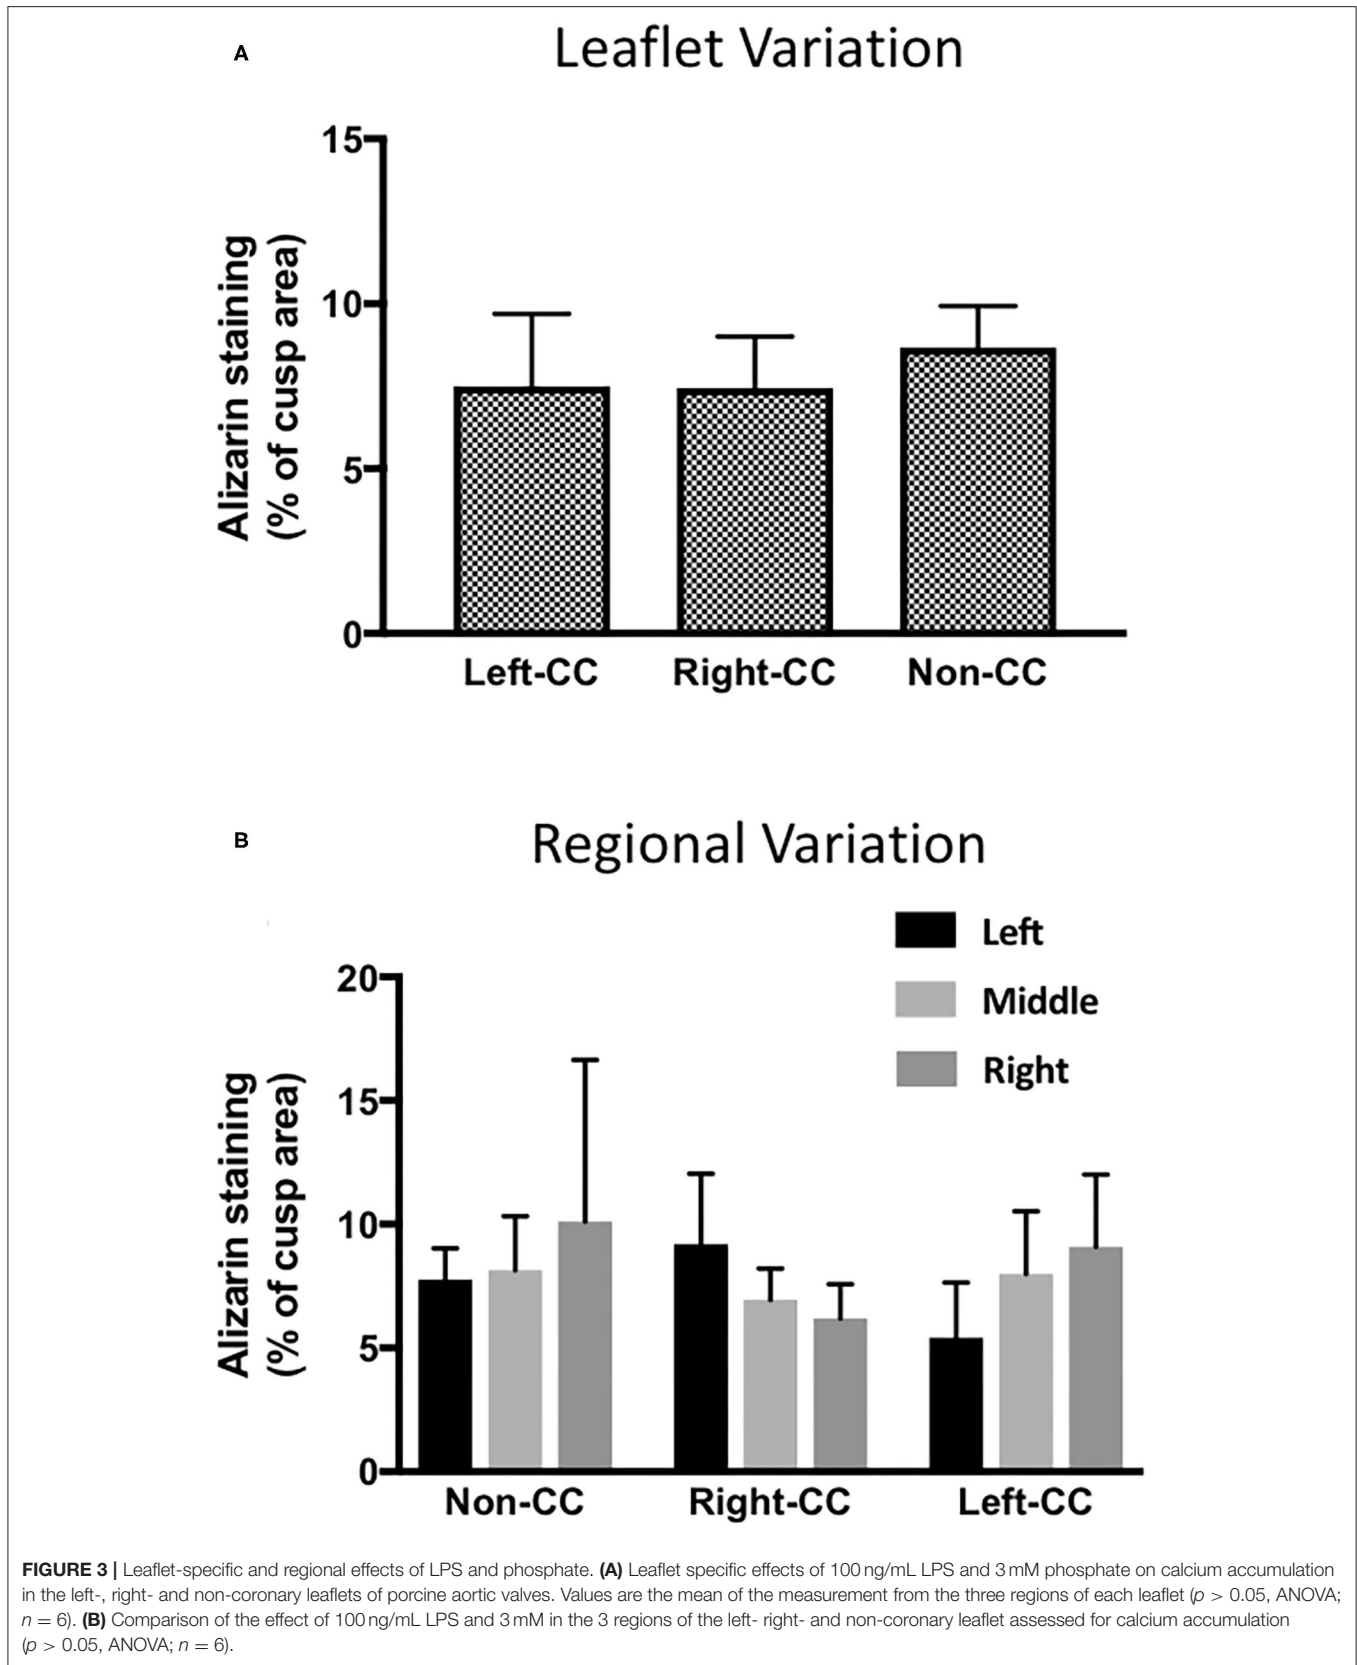 A
Leaflet Variation
15
10
5
0
Alizarin staining
(% of cusp area)
Left-CC Right-CC Non-CC
B
Regional Variation
Left
Middle
Right
20
15
10
5
0
Alizarin staining
(% of cusp area)
Non-CC Right-CC Left-CC
FIGURE 3 | Leaflet-specific and regional effects of LPS and phosphate. (A) Leaflet specific effects of 100 ng/mL LPS and 3 mM phosphate on calcium accumulation
in the left-, right- and non-coronary leaflets of porcine aortic valves. Values are the mean of the measurement from the three regions of each leaflet (p > 0.05, ANOVA;
n = 6). (B) Comparison of the effect of 100 ng/mL LPS and 3 mM in the 3 regions of the left- right- and non-coronary leaflet assessed for calcium accumulation
(p > 0.05, ANOVA; n = 6).